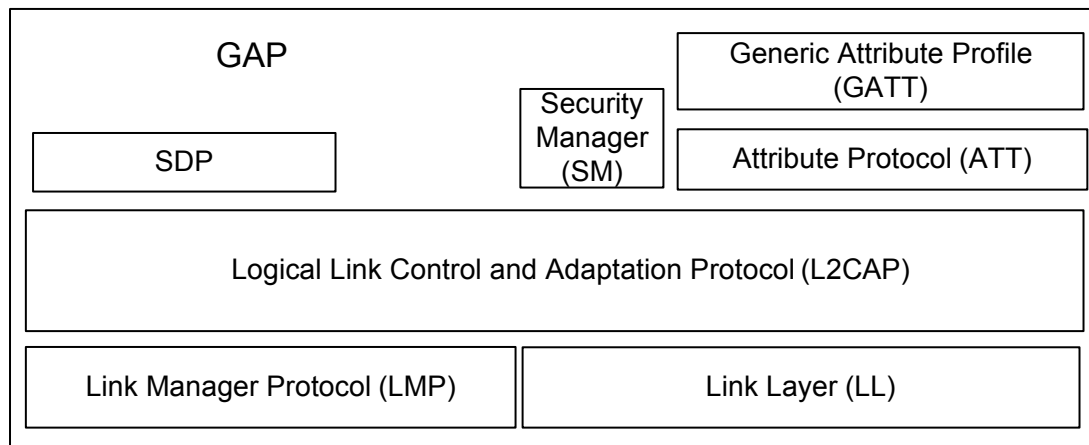 GAP
Generic Attribute Profile
(GATT)
Security
Manager
(SM)
SDP
Attribute Protocol (ATT)
Logical Link Control and Adaptation Protocol (L2CAP)
Link Manager Protocol (LMP)
Link Layer (LL)